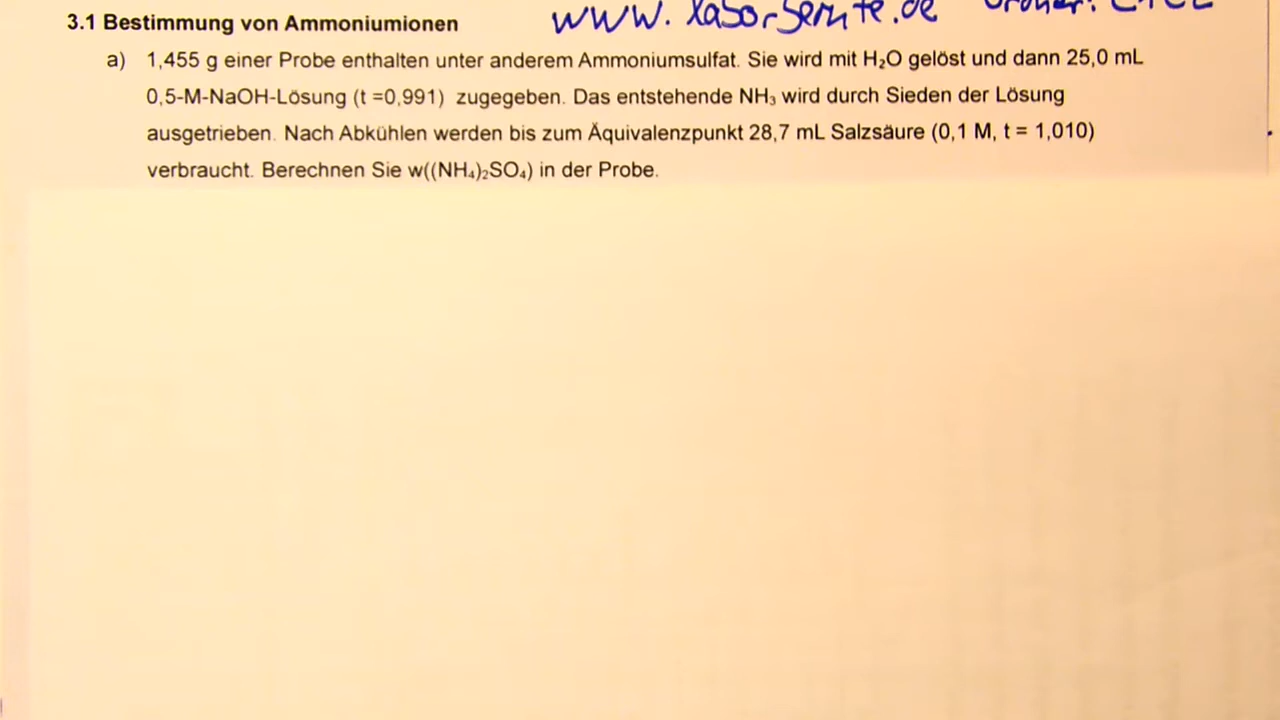 3.1 Bestimmung von Ammoniumionen www. laborberufe.de Ordner:
a) 1,455 g einer Probe enthalten unter anderem Ammoniumsulfat. Sie wird mit H₂O gelöst und dann 25,0 mL
0,5-M-NaOH-Lösung (t =0,991) zugegeben. Das entstehende NH₃ wird durch Sieden der Lösung
ausgetrieben. Nach Abkühlen werden bis zum Äquivalenzpunkt 28,7 mL Salzsäure (0,1 M, t = 1,010)
verbraucht. Berechnen Sie w((NH₄)₂SO₄) in der Probe.